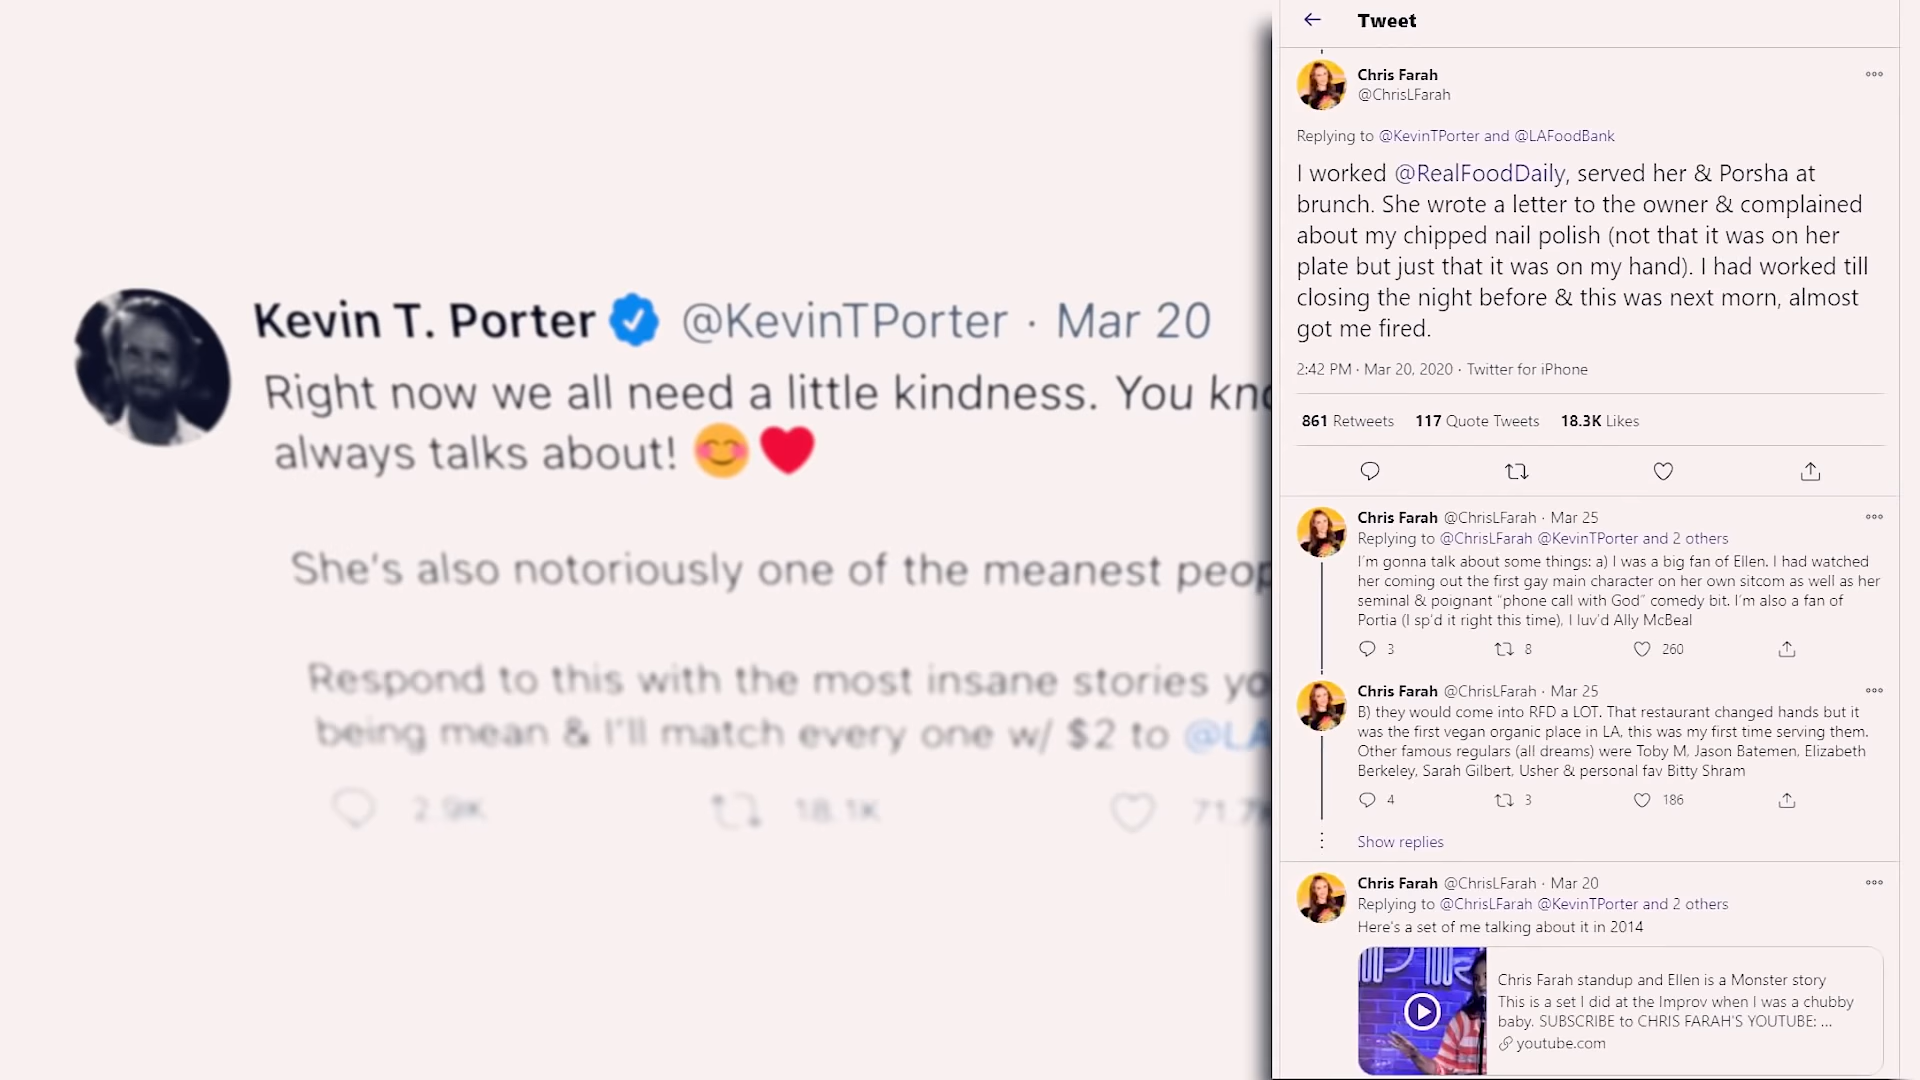 Kevin T. Porter @KevinTPorter · Mar 20
Right now we all need a little kindness. You
always talks about! 😊❤️
She's also notoriously one of the meanest
Respond to this with the most insane stories
being mean & I'll match every one w/ $2 to
2.9K 18.1K
Tweet
Chris Farah
@ChrisLFarah
Replying to @KevinTPorter and @LAFoodBank
I worked @RealFoodDaily, served her & Porsha at
brunch. She wrote a letter to the owner & complained
about my chipped nail polish (not that it was on her
plate but just that it was on my hand). I had worked till
closing the night before & this was next morn, almost
got me fired.
2:42 PM · Mar 20, 2020 · Twitter for iPhone
861 Retweets 117 Quote Tweets 18.3K Likes
Chris Farah @ChrisLFarah · Mar 25
Replying to @ChrisLFarah @KevinTPorter and 2 others
I'm gonna talk about some things: a) I was a big fan of Ellen. I had watched
her coming out the first gay main character on her own sitcom as well as her
seminal & poignant "phone call with God" comedy bit. I'm also a fan of
Portia (I sp'd it right this time), I luv'd Ally McBeal
3 8 260
Chris Farah @ChrisLFarah · Mar 25
B) they would come into RFD a LOT. That restaurant changed hands but it
was the first vegan organic place in LA, this was my first time serving them.
Other famous regulars (all dreams) were Toby M, Jason Batemen, Elizabeth
Berkeley, Sarah Gilbert, Usher & personal fav Bitty Shram
4 3 186
Show replies
Chris Farah @ChrisLFarah · Mar 20
Replying to @ChrisLFarah @KevinTPorter and 2 others
Here's a set of me talking about it in 2014
Chris Farah standup and Ellen is a Monster story
This is a set I did at the Improv when I was a chubby
baby. SUBSCRIBE to CHRIS FARAH'S YOUTUBE: ...
youtube.com